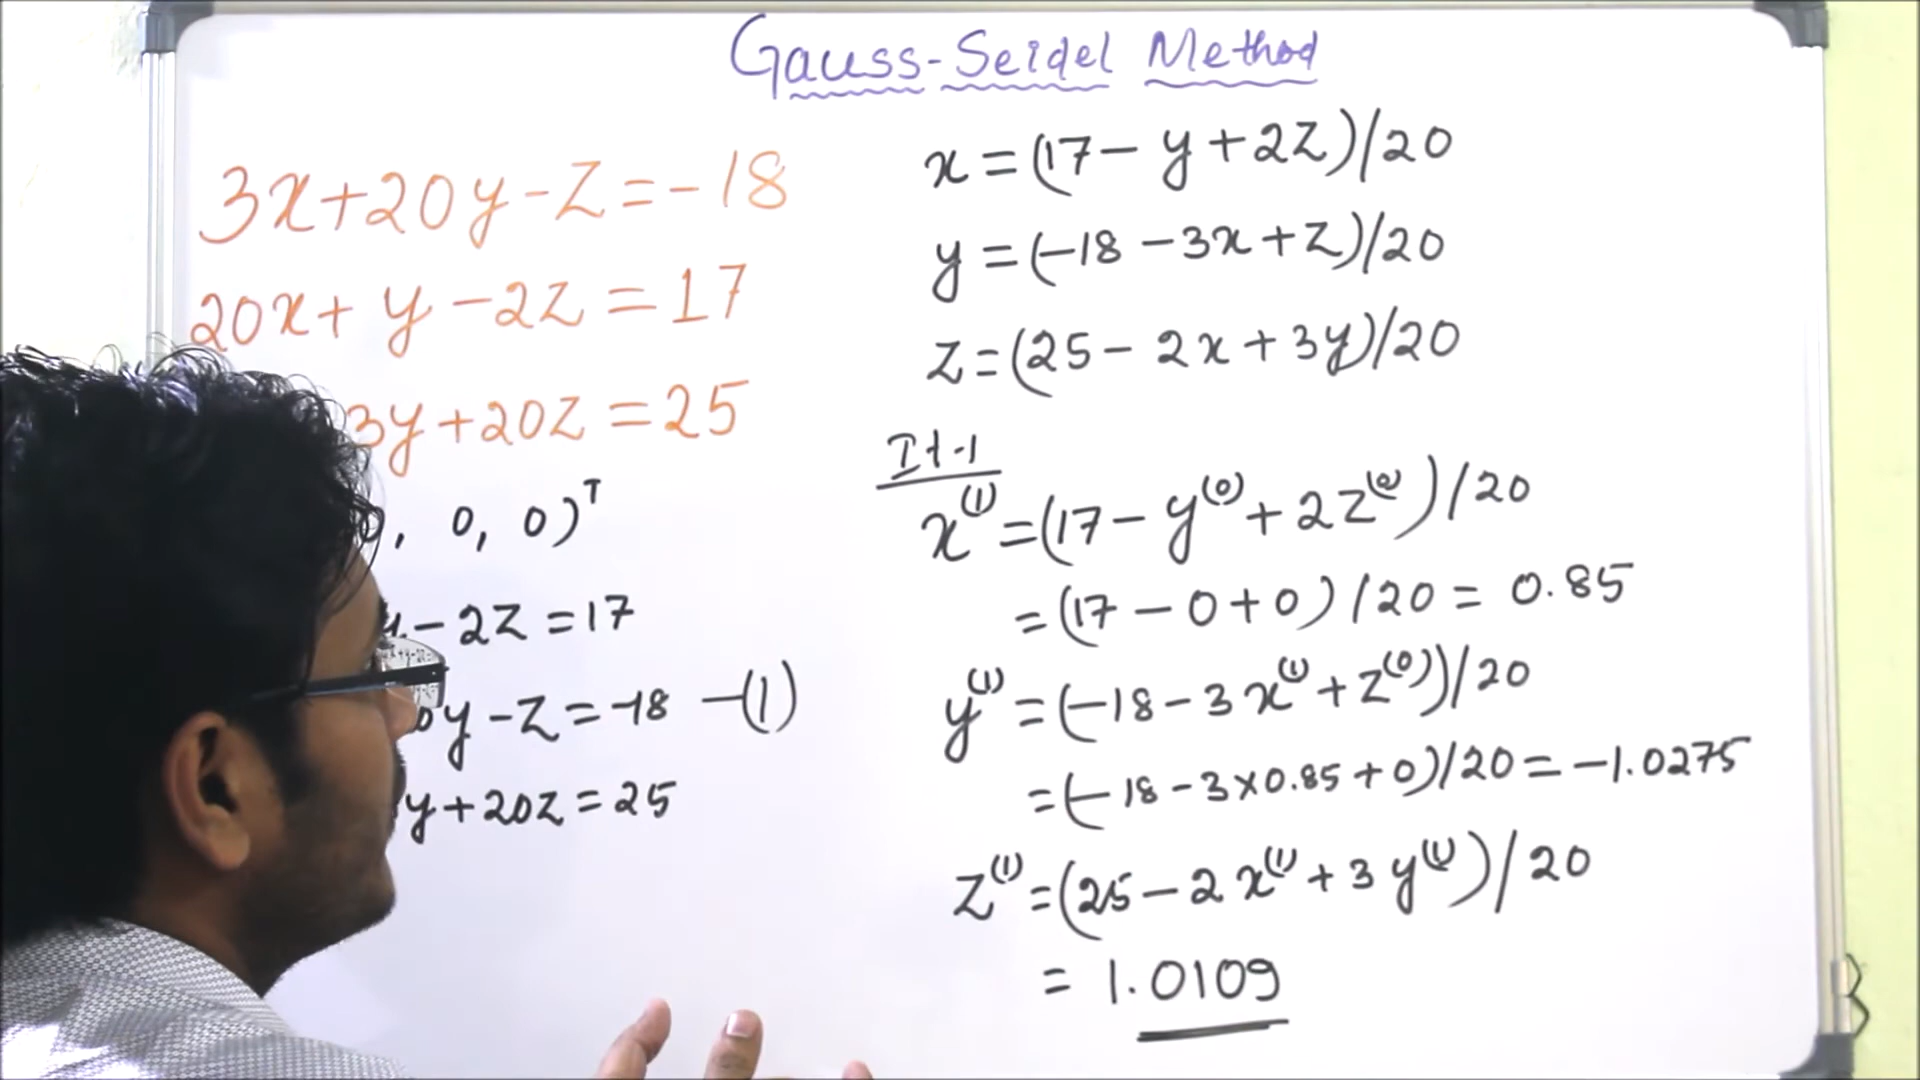 Gauss-Seidel Method
3x+20y-z=-18
20x+y-2z=17
3y+20z=25
, 0, 0)ᵀ
-2z=17
y-z=-18 -(1)
y+20z=25
x=(17-y+2z)/20
y=(-18-3x+z)/20
z=(25-2x+3y)/20
It-1
x⁽¹⁾=(17-y⁽⁰⁾+2z⁽⁰⁾)/20
=(17-0+0)/20=0.85
y⁽¹⁾=(-18-3x⁽¹⁾+z⁽⁰⁾)/20
=(-18-3×0.85+0)/20=-1.0275
z⁽¹⁾=(25-2x⁽¹⁾+3y⁽¹⁾)/20
=1.0109